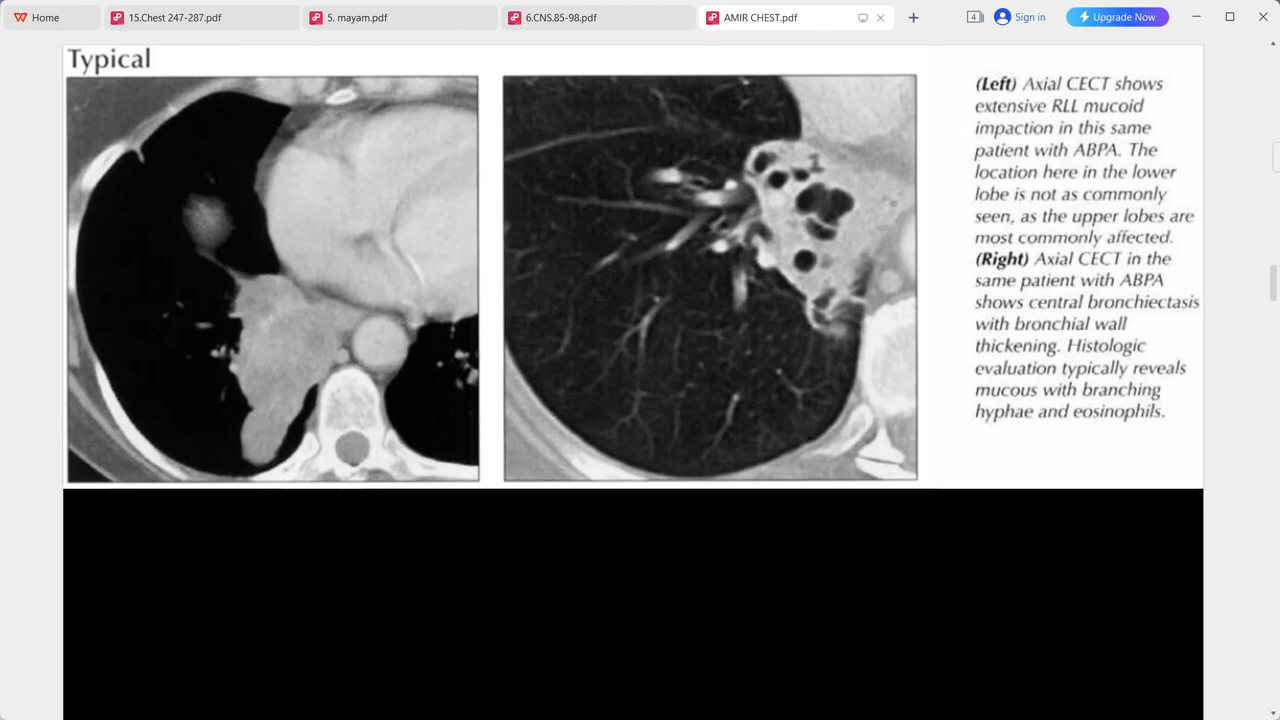 Home
15.Chest 247-287.pdf
5. mayam.pdf
6.CNS.85-98.pdf
AMIR CHEST.pdf
4
Sign in
Upgrade Now
Typical
(Left) Axial CECT shows
extensive RLL mucoid
impaction in this same
patient with ABPA. The
location here in the lower
lobe is not as commonly
seen, as the upper lobes are
most commonly affected.
(Right) Axial CECT in the
same patient with ABPA
shows central bronchiectasis
with bronchial wall
thickening. Histologic
evaluation typically reveals
mucous with branching
hyphae and eosinophils.